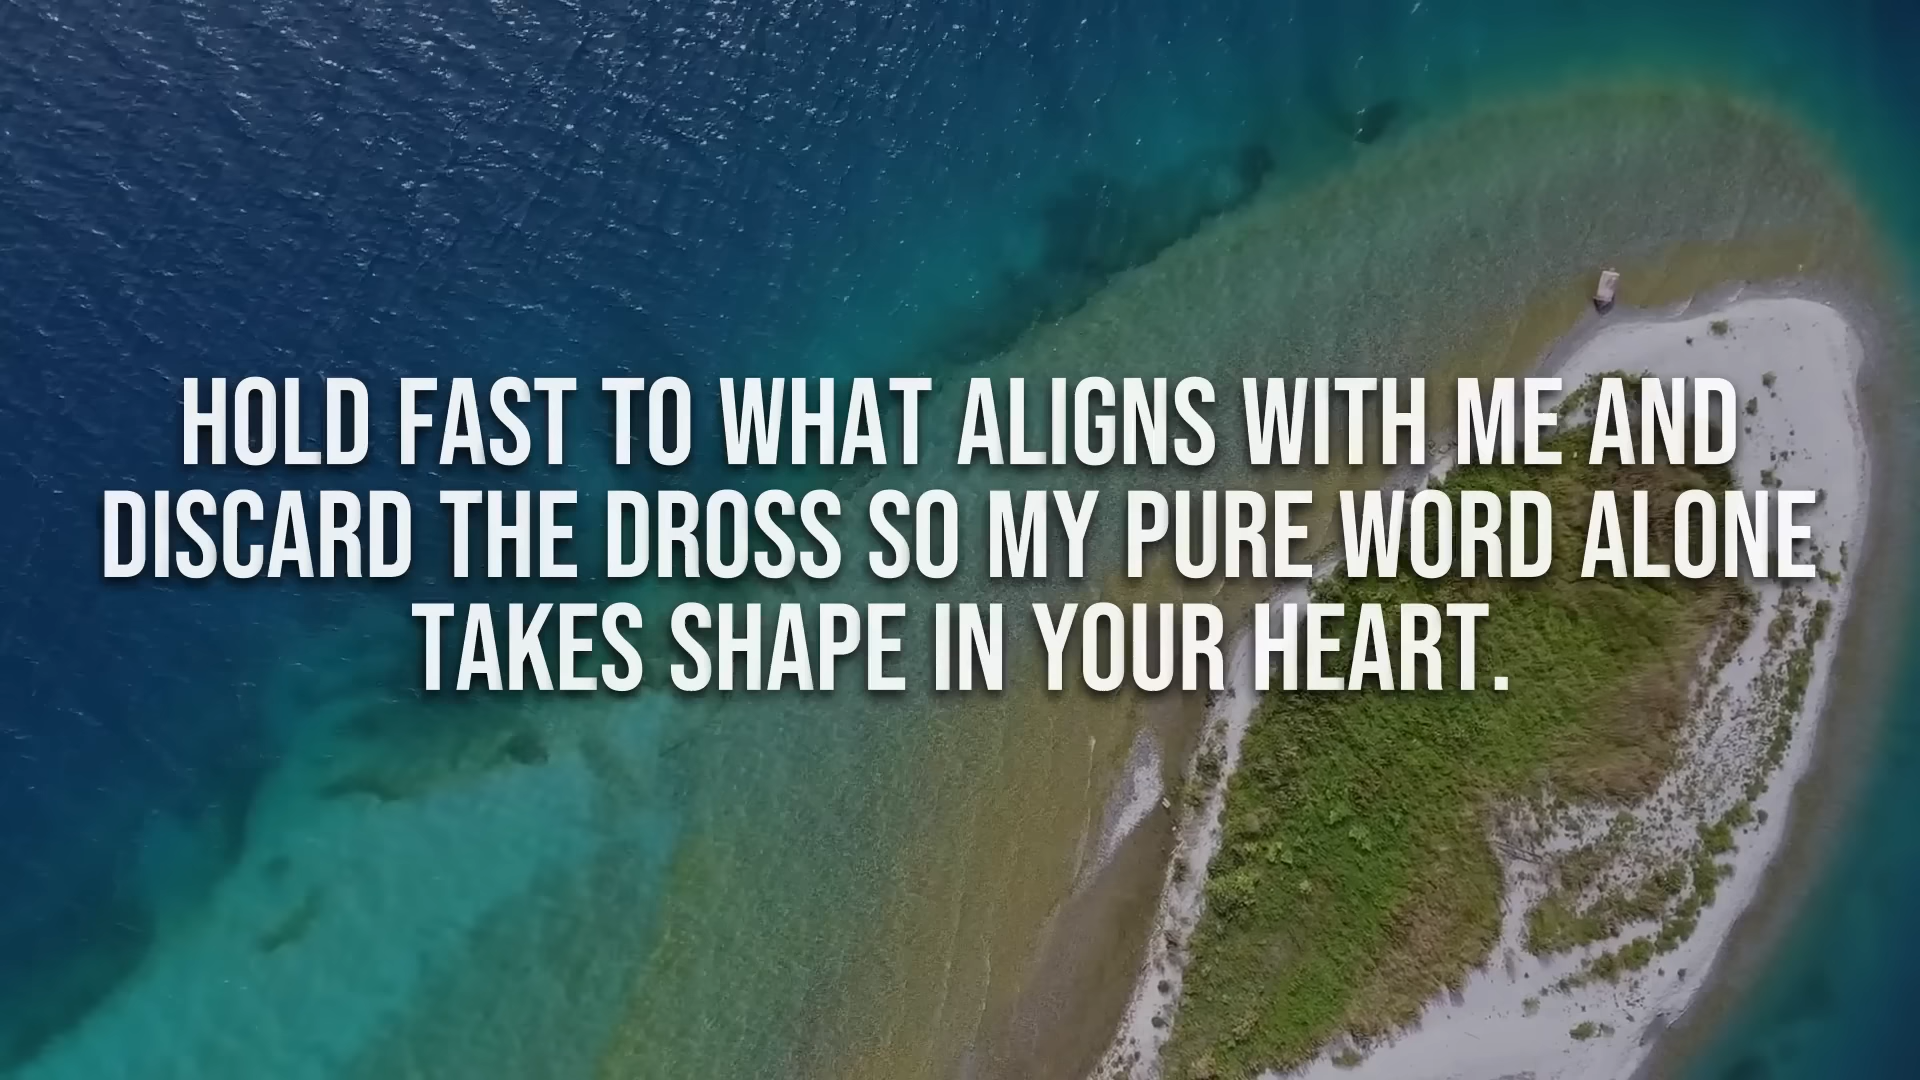 HOLD FAST TO WHAT ALIGNS WITH ME AND
DISCARD THE DROSS SO MY PURE WORD ALONE
TAKES SHAPE IN YOUR HEART.